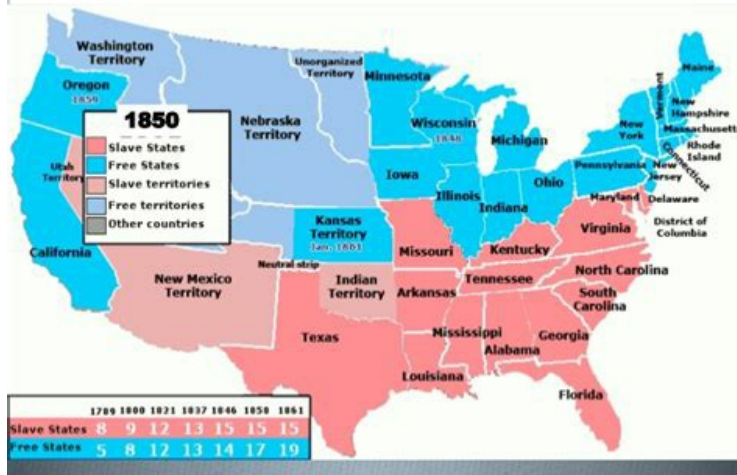 Washington
Territory
Unorganized
Territory
Minnesota
Maine
Oregon
1859
1850
Slave States
Free States
Slave territories
Free territories
Other countries
Nebraska
Territory
Wisconsin
1848
Michigan
Vermont
New
Hampshire
Massachusett
New
York
Rhode
Island
Connecticut
Utah
Territory
Iowa
Illinois
Indiana
Ohio
Pennsylvania
New
Jersey
Maryland
Delaware
District of
Columbia
California
Kansas
Territory
Jan. 1861
Missouri
Kentucky
Virginia
Neutral strip
New Mexico
Territory
Indian
Territory
Arkansas
Tennessee
North Carolina
South
Carolina
Texas
Mississippi
Alabama
Georgia
Louisiana
Florida
1789 1800 1821 1837 1846 1858 1861
Slave States 8 9 12 13 15 15 15
Free States 5 8 12 13 14 17 19